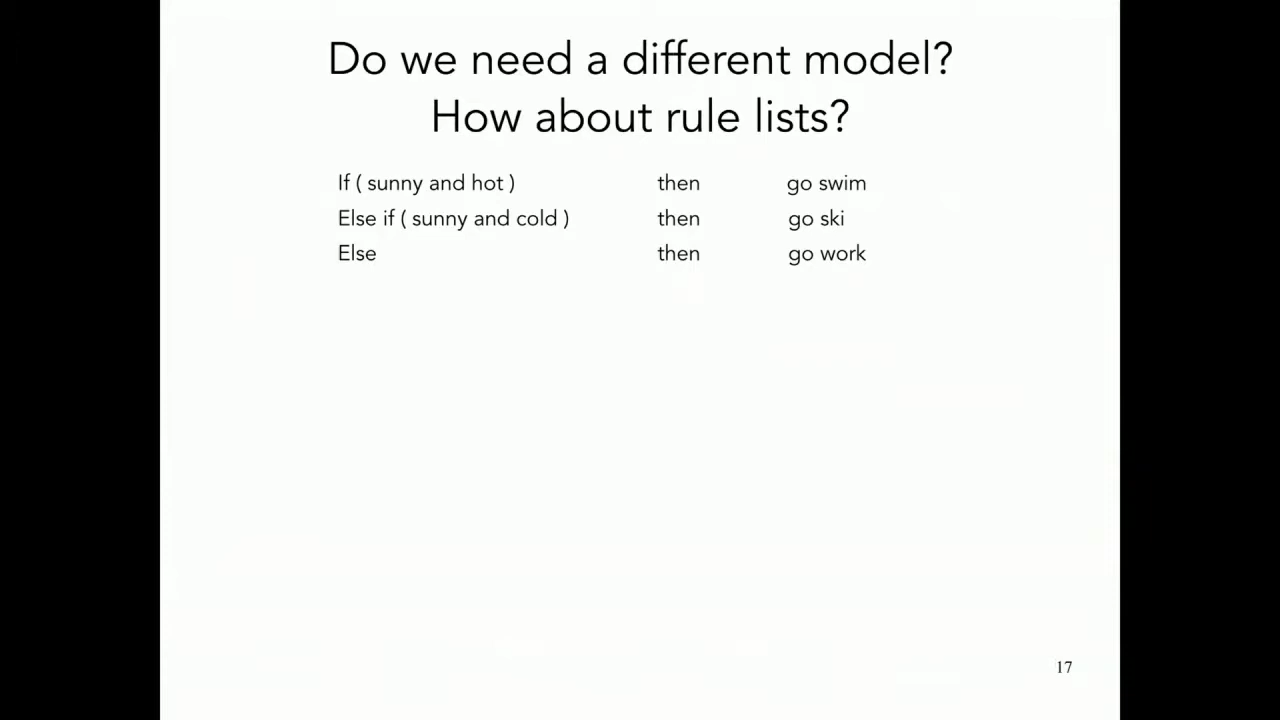 Do we need a different model?
How about rule lists?
If ( sunny and hot ) then go swim
Else if ( sunny and cold ) then go ski
Else then go work
17